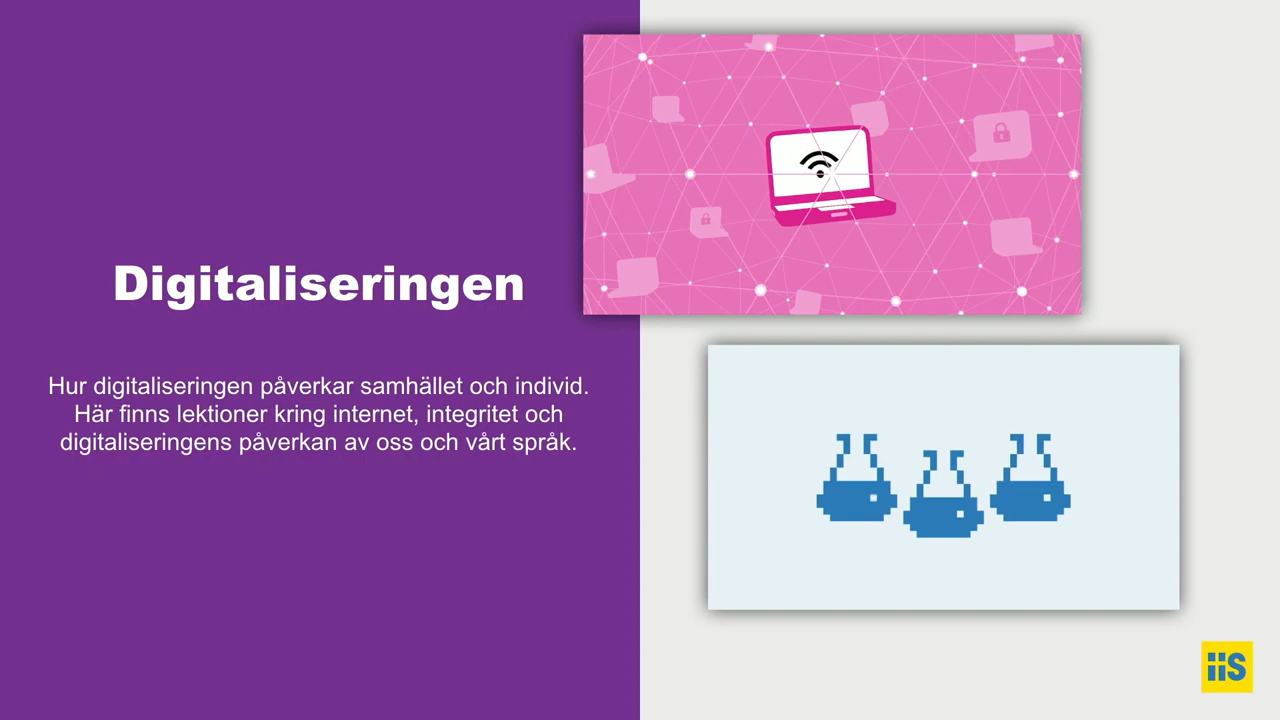 Digitaliseringen
Hur digitaliseringen påverkar samhället och individ.
Här finns lektioner kring internet, integritet och
digitaliseringens påverkan av oss och vårt språk.
iiS